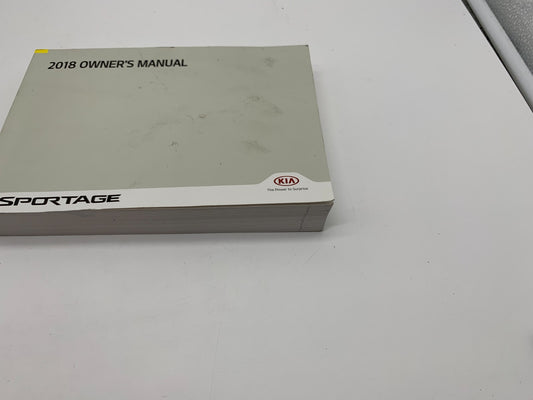 2018 OWNER'S MANUAL
KIA
The Power to Surprise
SPORTAGE